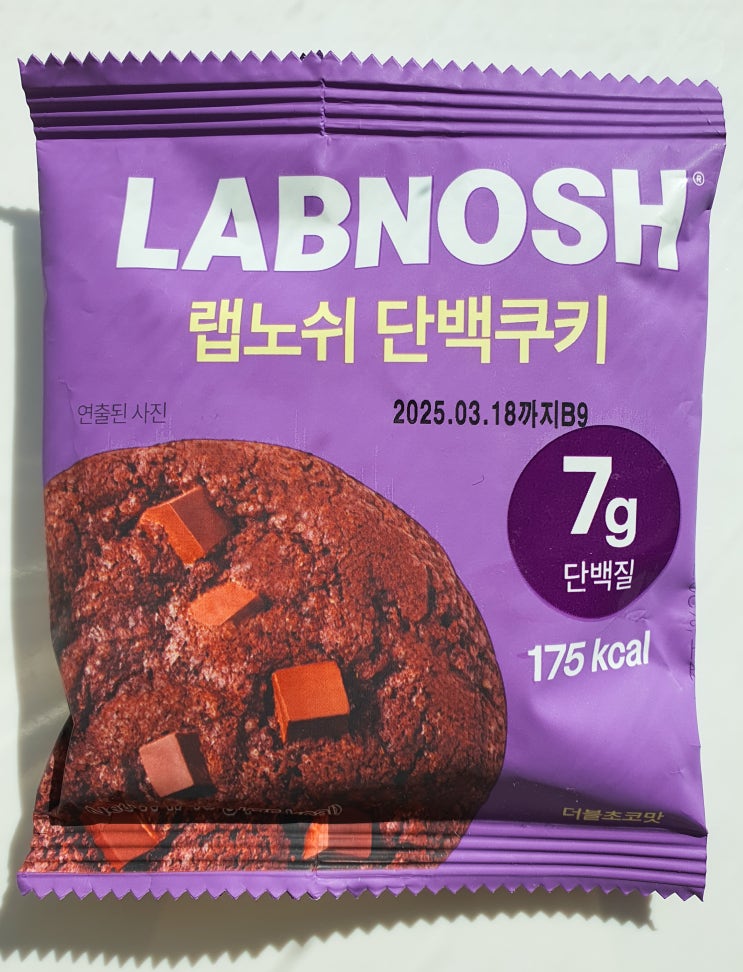 LABNOSH®
랩노쉬 단백쿠키
연출된 사진
2025.03.18까지B9
7g
단백질
175 kcal
더블초코맛